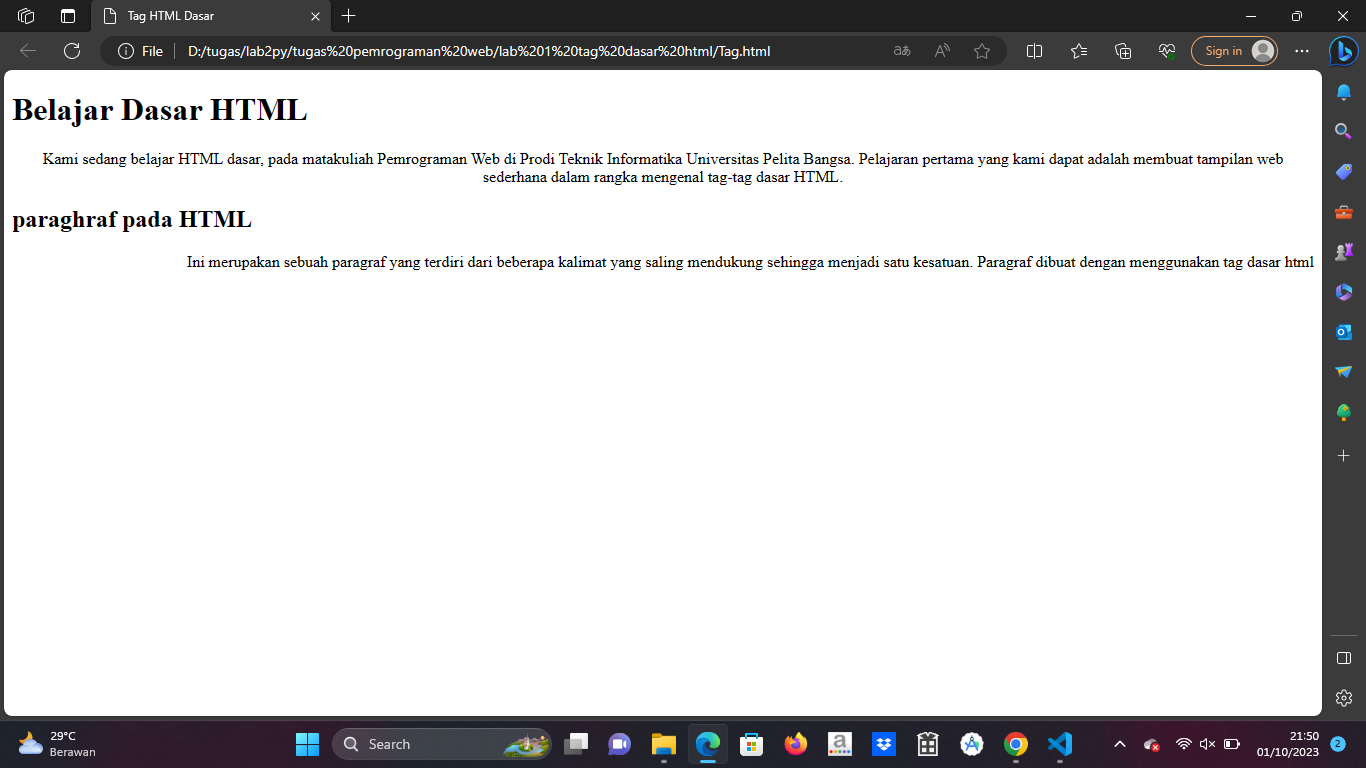 Tag HTML Dasar
File
D:/tugas/lab2py/tugas%20pemrograman%20web/lab%201%20tag%20dasar%20html/Tag.html
Sign in
Belajar Dasar HTML
Kami sedang belajar HTML dasar, pada matakuliah Pemrograman Web di Prodi Teknik Informatika Universitas Pelita Bangsa. Pelajaran pertama yang kami dapat adalah membuat tampilan web
sederhana dalam rangka mengenal tag-tag dasar HTML.
paraghraf pada HTML
Ini merupakan sebuah paragraf yang terdiri dari beberapa kalimat yang saling mendukung sehingga menjadi satu kesatuan. Paragraf dibuat dengan menggunakan tag dasar html
29°C
Berawan
Search
21:50
01/10/2023
2